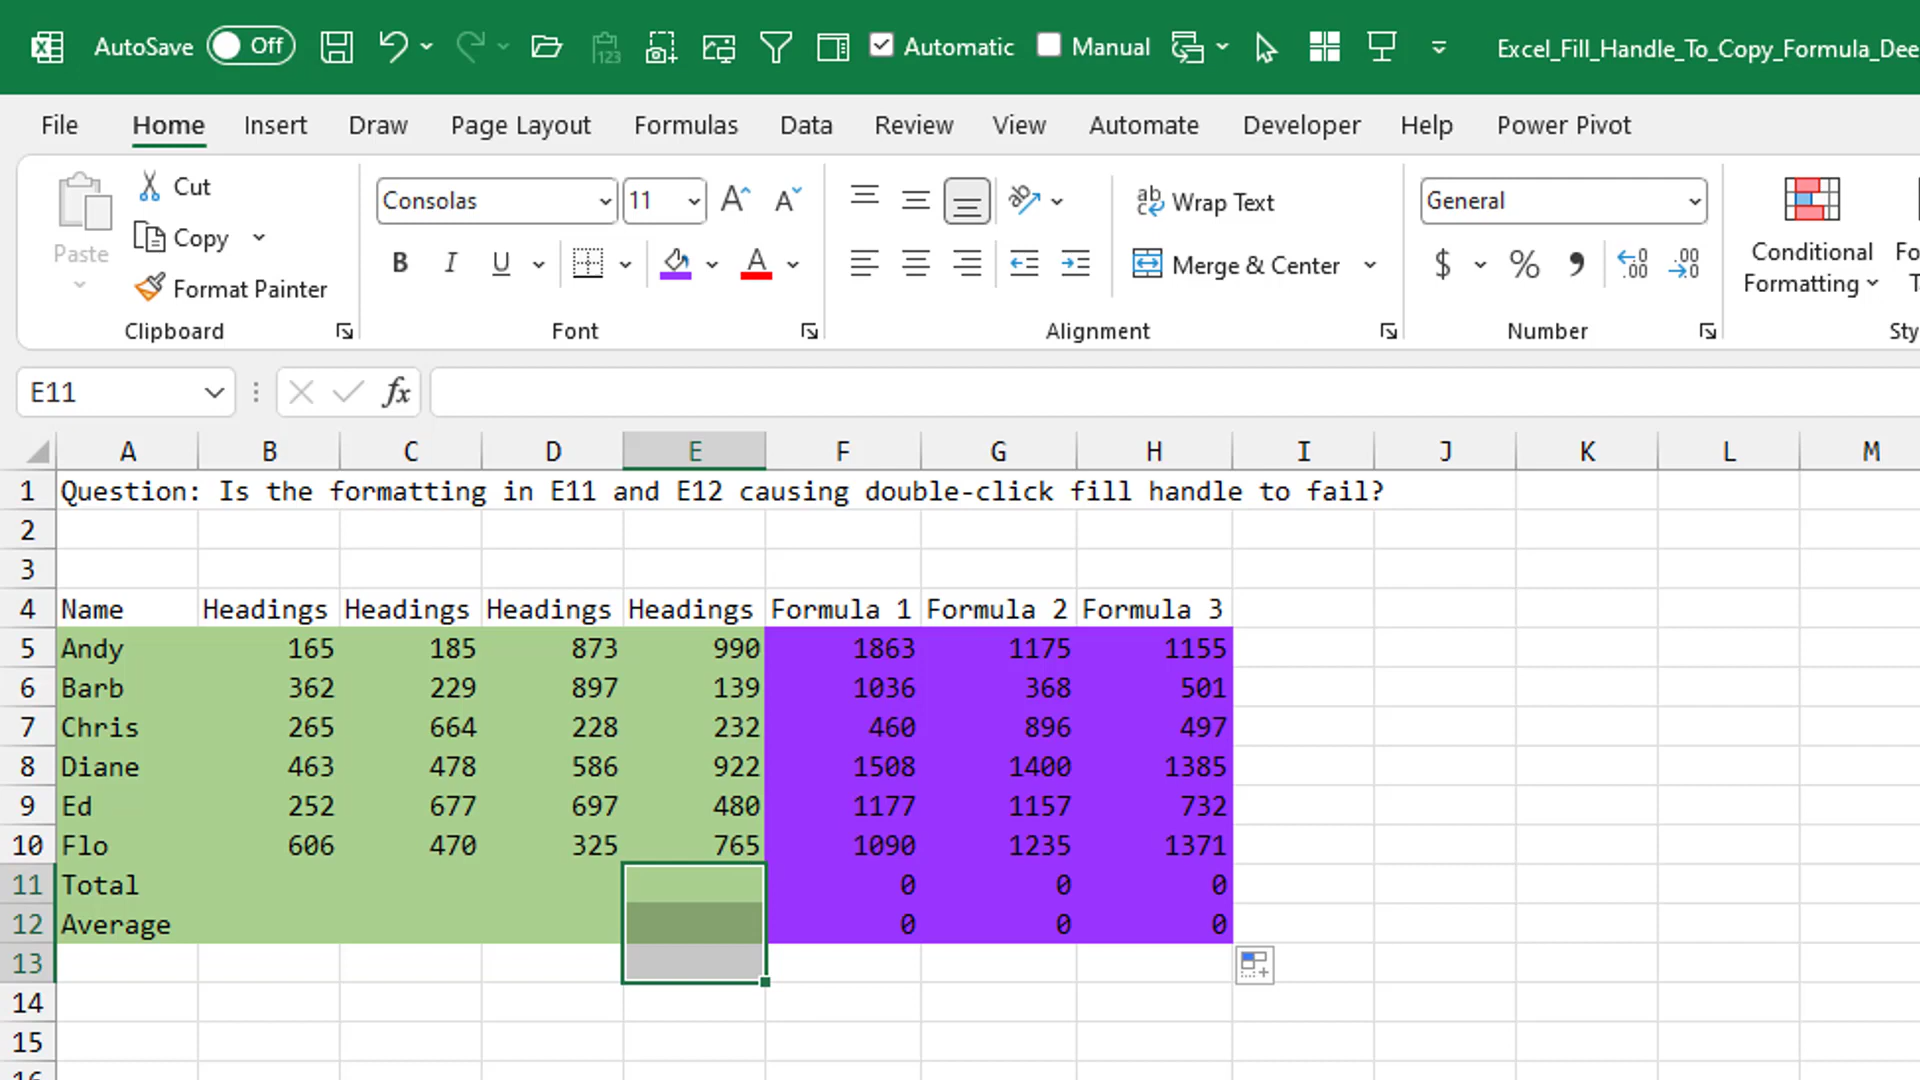 AutoSave Off Automatic Manual Excel_Fill_Handle_To_Copy_Formula_Dee
File Home Insert Draw Page Layout Formulas Data Review View Automate Developer Help Power Pivot
Paste
Cut
Copy
Format Painter
Clipboard
Consolas 11
B I U A
Font
Wrap Text
Merge & Center
Alignment
General
$ % 9 .00 .00
Number
Conditional
Formatting
E11 fx
A B C D E F G H I J K L M
1 Question: Is the formatting in E11 and E12 causing double-click fill handle to fail?
2
3
4 Name Headings Headings Headings Headings Formula 1 Formula 2 Formula 3
5 Andy 165 185 873 990 1863 1175 1155
6 Barb 362 229 897 139 1036 368 501
7 Chris 265 664 228 232 460 896 497
8 Diane 463 478 586 922 1508 1400 1385
9 Ed 252 677 697 480 1177 1157 732
10 Flo 606 470 325 765 1090 1235 1371
11 Total 0 0 0
12 Average 0 0 0
13
14
15